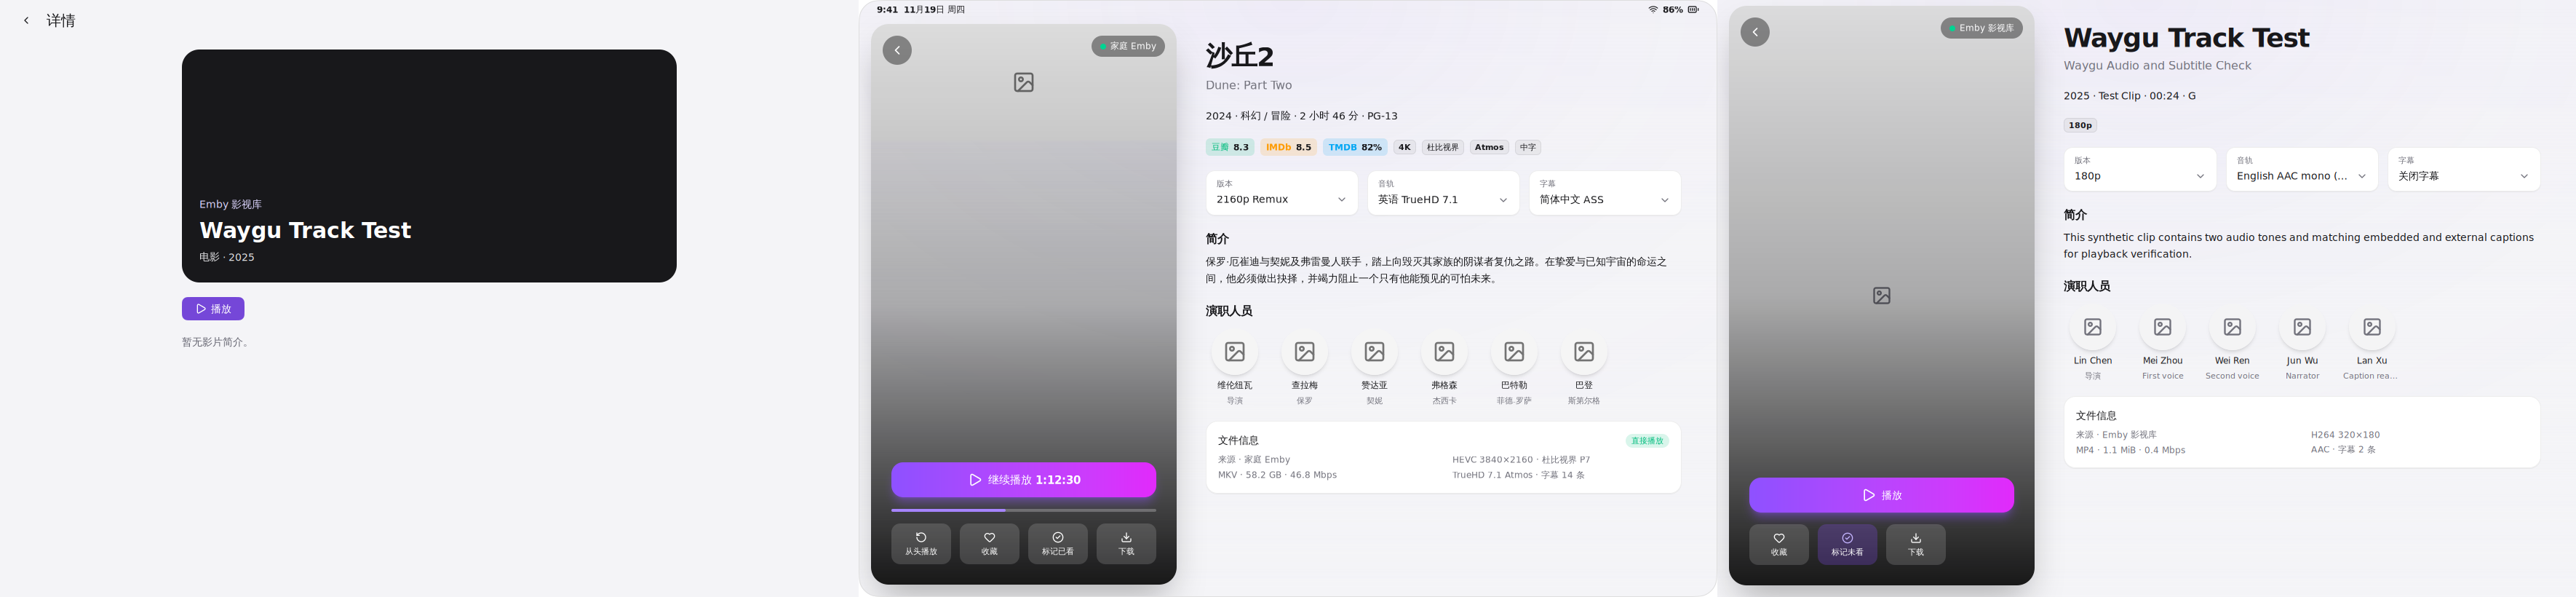 详情
Emby 影视库
Waygu Track Test
电影 · 2025
播放
暂无影片简介。
9:41 11月19日 周四
86%
家庭 Emby
继续播放 1:12:30
从头播放
收藏
标记已看
下载
沙丘2
Dune: Part Two
2024 · 科幻 / 冒险 · 2 小时 46 分 · PG-13
豆瓣 8.3 IMDb 8.5 TMDB 82% 4K 杜比视界 Atmos 中字
版本
2160p Remux
音轨
英语 TrueHD 7.1
字幕
简体中文 ASS
简介
保罗·厄崔迪与契妮及弗雷曼人联手，踏上向毁灭其家族的阴谋者复仇之路。在挚爱与已知宇宙的命运之
间，他必须做出抉择，并竭力阻止一个只有他能预见的可怕未来。
演职人员
维伦纽瓦
导演
查拉梅
保罗
赞达亚
契妮
弗格森
杰西卡
巴特勒
菲德·罗萨
巴登
斯第尔格
文件信息
直接播放
来源 · 家庭 Emby
HEVC 3840×2160 · 杜比视界 P7
MKV · 58.2 GB · 46.8 Mbps
TrueHD 7.1 Atmos · 字幕 14 条
Emby 影视库
播放
收藏
标记未看
下载
Waygu Track Test
Waygu Audio and Subtitle Check
2025 · Test Clip · 00:24 · G
180p
版本
180p
音轨
English AAC mono (...
字幕
关闭字幕
简介
This synthetic clip contains two audio tones and matching embedded and external captions
for playback verification.
演职人员
Lin Chen
导演
Mei Zhou
First voice
Wei Ren
Second voice
Jun Wu
Narrator
Lan Xu
Caption rea...
文件信息
来源 · Emby 影视库
H264 320×180
MP4 · 1.1 MiB · 0.4 Mbps
AAC · 字幕 2 条